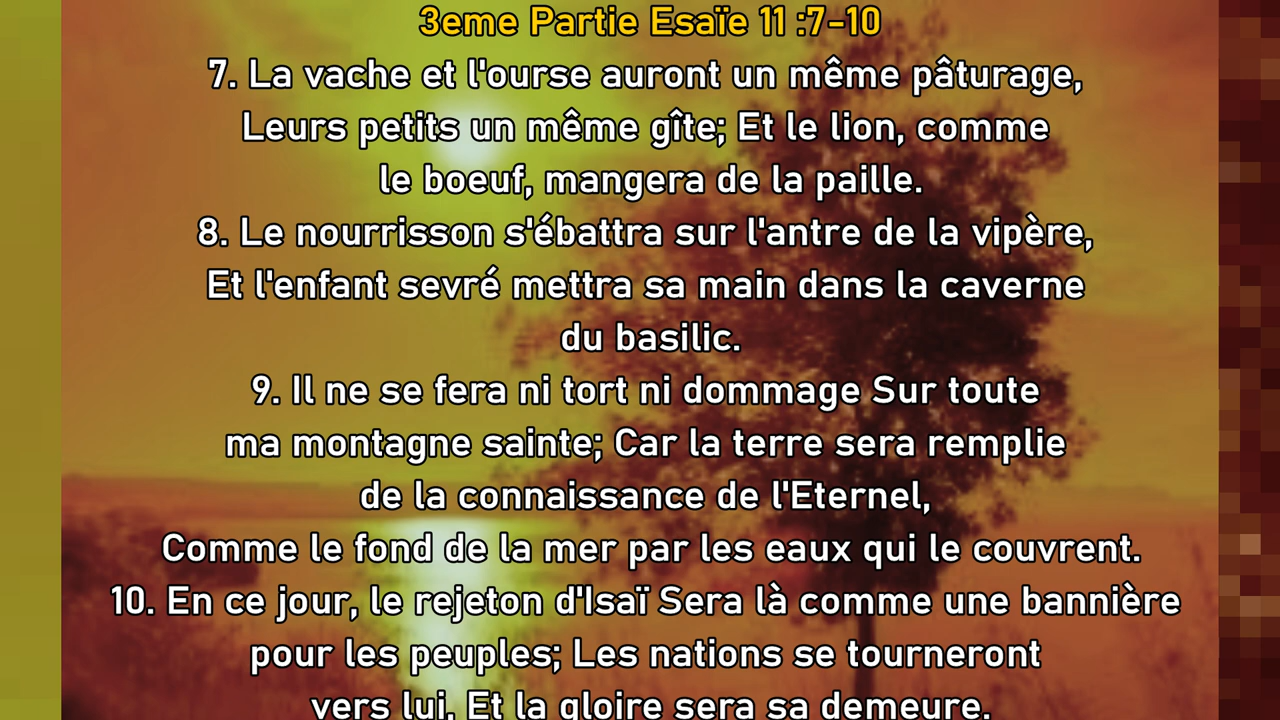 3eme Partie Esaïe 11 :7-10
7. La vache et l'ourse auront un même pâturage,
Leurs petits un même gîte; Et le lion, comme
le boeuf, mangera de la paille.
8. Le nourrisson s'ébattra sur l'antre de la vipère,
Et l'enfant sevré mettra sa main dans la caverne
du basilic.
9. Il ne se fera ni tort ni dommage Sur toute
ma montagne sainte; Car la terre sera remplie
de la connaissance de l'Eternel,
Comme le fond de la mer par les eaux qui le couvrent.
10. En ce jour, le rejeton d'Isaï Sera là comme une bannière
pour les peuples; Les nations se tourneront
vers lui, Et la gloire sera sa demeure.